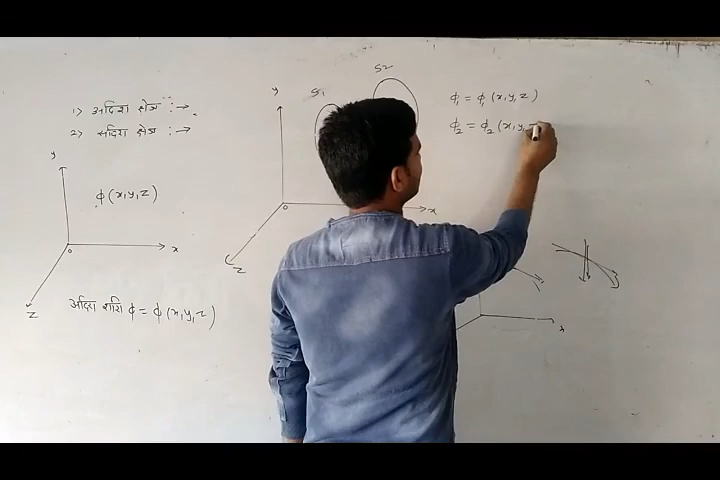 1) अदिश क्षेत्र :→
2) सदिश क्षेत्र :→
y
ϕ(x,y,z)
o
x
z
अदिश राशि ϕ = ϕ(x,y,z)
y
S1
S2
o
x
z
ϕ₁ = ϕ₁(x,y,z)
ϕ₂ = ϕ₂(x,y,
x